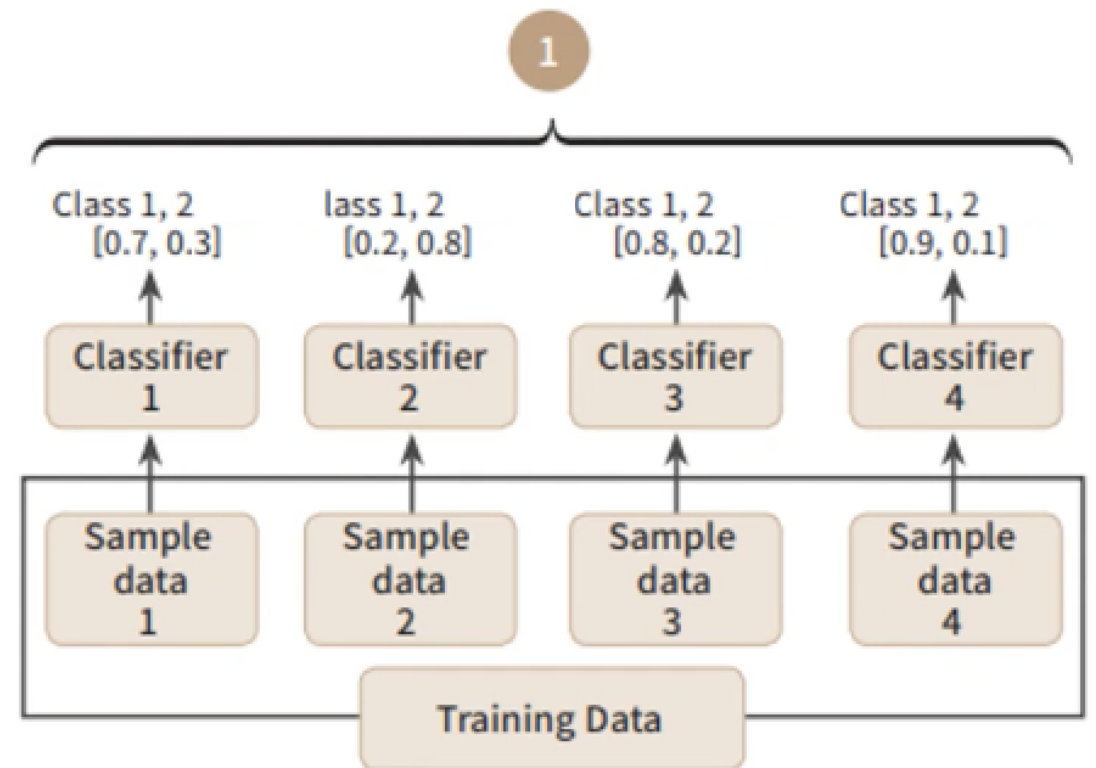 1
Class 1, 2
[0.7, 0.3]
lass 1, 2
[0.2, 0.8]
Class 1, 2
[0.8, 0.2]
Class 1, 2
[0.9, 0.1]
Classifier
1
Classifier
2
Classifier
3
Classifier
4
Sample
data
1
Sample
data
2
Sample
data
3
Sample
data
4
Training Data